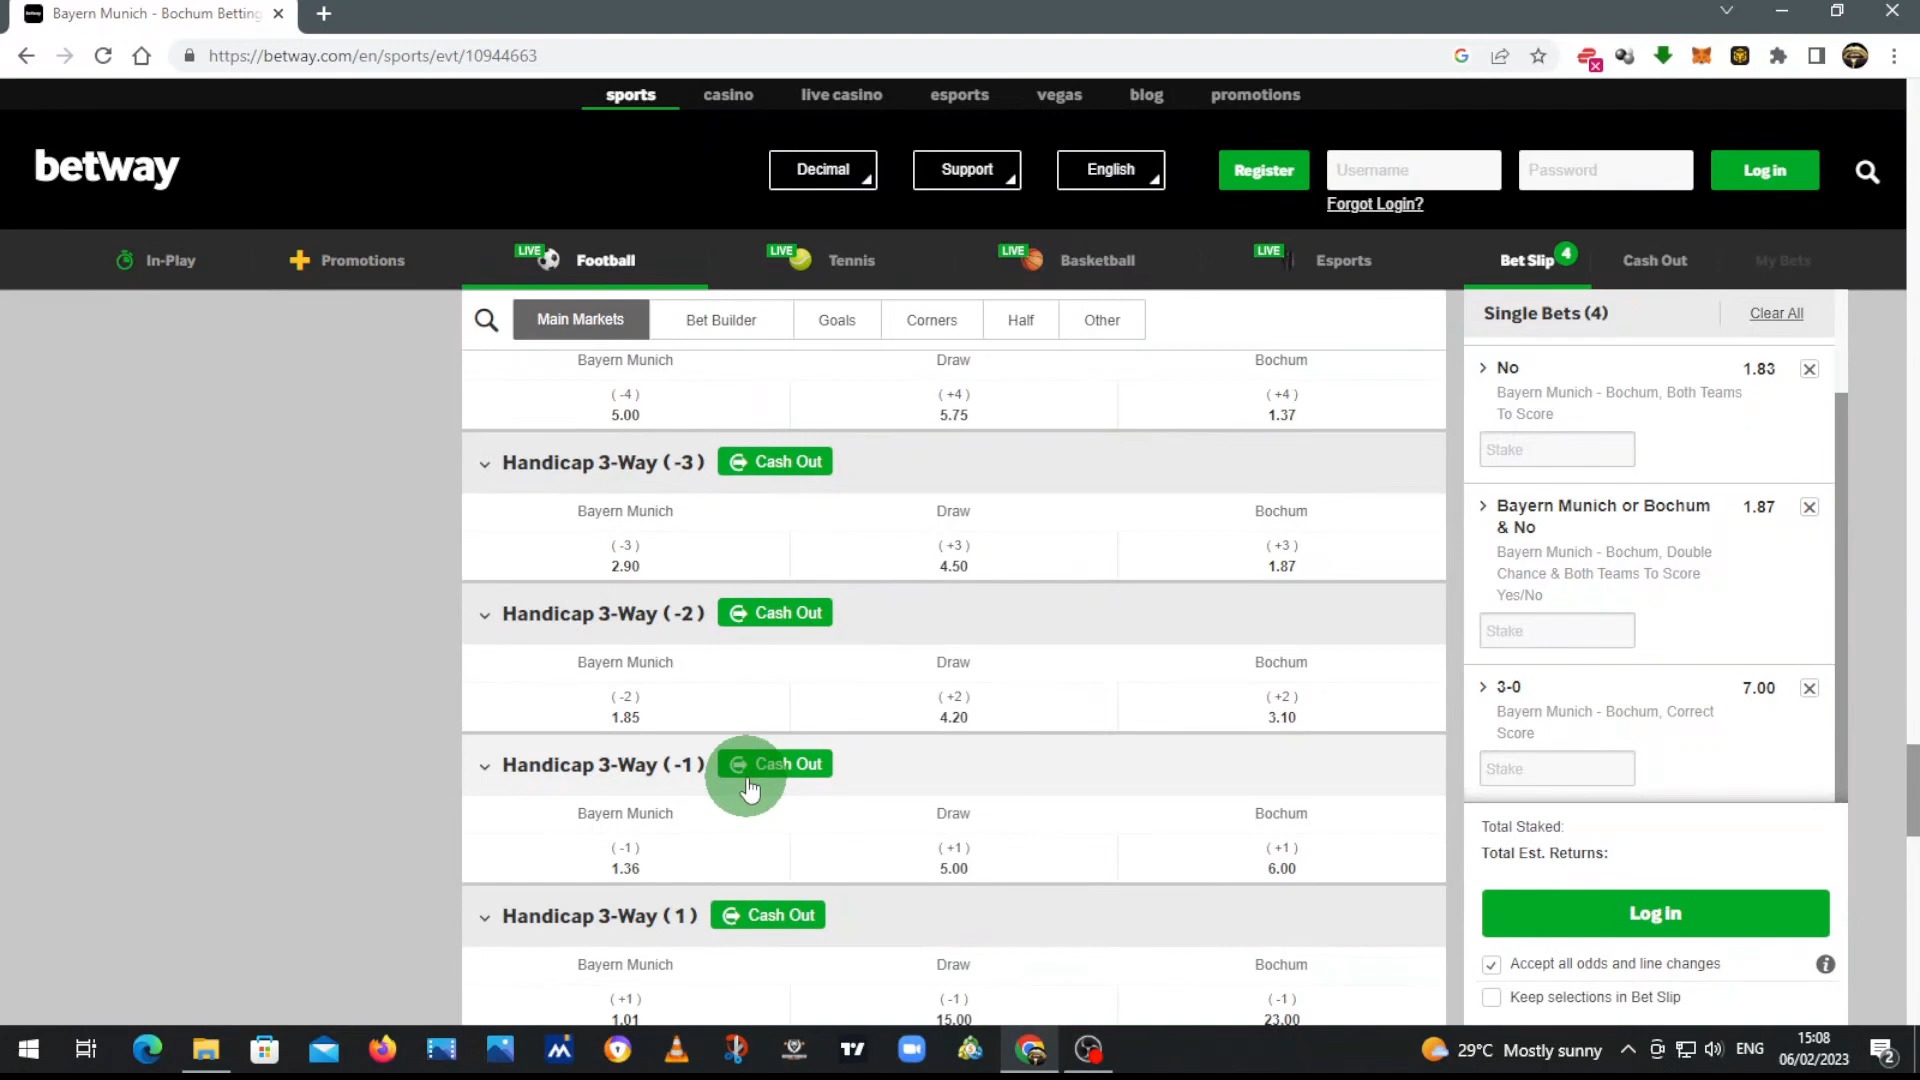 Bayern Munich - Bochum Betting
https://betway.com/en/sports/evt/10944663
sports casino live casino esports vegas blog promotions
betway
Decimal Support English Register Username Password Log in
Forgot Login?
In-Play Promotions LIVE Football LIVE Tennis LIVE Basketball LIVE Esports Bet Slip 4 Cash Out My Bets
Main Markets Bet Builder Goals Corners Half Other
Bayern Munich Draw Bochum
( -4 ) ( +4 ) ( +4 )
5.00 5.75 1.37
Handicap 3-Way ( -3 ) Cash Out
Bayern Munich Draw Bochum
( -3 ) ( +3 ) ( +3 )
2.90 4.50 1.87
Handicap 3-Way ( -2 ) Cash Out
Bayern Munich Draw Bochum
( -2 ) ( +2 ) ( +2 )
1.85 4.20 3.10
Handicap 3-Way ( -1 ) Cash Out
Bayern Munich Draw Bochum
( -1 ) ( +1 ) ( +1 )
1.36 5.00 6.00
Handicap 3-Way ( 1 ) Cash Out
Bayern Munich Draw Bochum
( +1 ) ( -1 ) ( -1 )
1.01 15.00 23.00
Single Bets (4) Clear All
No 1.83
Bayern Munich - Bochum, Both Teams
To Score
Stake
Bayern Munich or Bochum 1.87
& No
Bayern Munich - Bochum, Double
Chance & Both Teams To Score
Yes/No
Stake
3-0 7.00
Bayern Munich - Bochum, Correct
Score
Stake
Total Staked:
Total Est. Returns:
Log in
Accept all odds and line changes
Keep selections in Bet Slip
29°C Mostly sunny ENG 15:08
06/02/2023 2